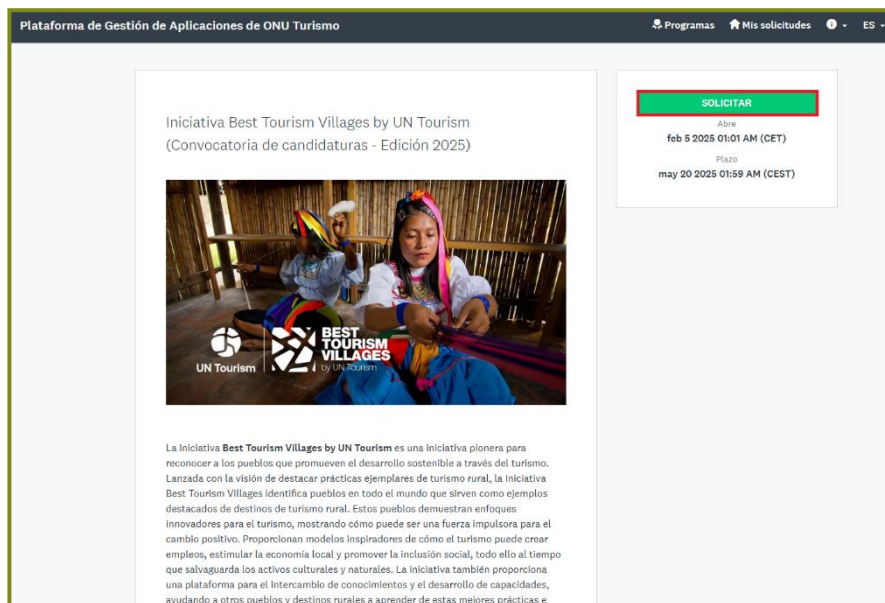 Plataforma de Gestión de Aplicaciones de ONU Turismo
Programas Mis solicitudes ES
Iniciativa Best Tourism Villages by UN Tourism
(Convocatoria de candidaturas - Edición 2025)
SOLICITAR
Abre
feb 5 2025 01:01 AM (CET)
Plazo
may 20 2025 01:59 AM (CEST)
UN Tourism
BEST
TOURISM
VILLAGES
by UN Tourism
La Iniciativa Best Tourism Villages by UN Tourism es una iniciativa pionera para
reconocer a los pueblos que promueven el desarrollo sostenible a través del turismo.
Lanzada con la visión de destacar prácticas ejemplares de turismo rural, la Iniciativa
Best Tourism Villages identifica pueblos en todo el mundo que sirven como ejemplos
destacados de destinos de turismo rural. Estos pueblos demuestran enfoques
innovadores para el turismo, mostrando cómo puede ser una fuerza impulsora para el
cambio positivo. Proporcionan modelos inspiradores de cómo el turismo puede crear
empleos, estimular la economía local y promover la inclusión social, todo ello al tiempo
que salvaguarda los activos culturales y naturales. La iniciativa también proporciona
una plataforma para el intercambio de conocimientos y el desarrollo de capacidades,
ayudando a otros pueblos y destinos rurales a aprender de estas mejores prácticas e